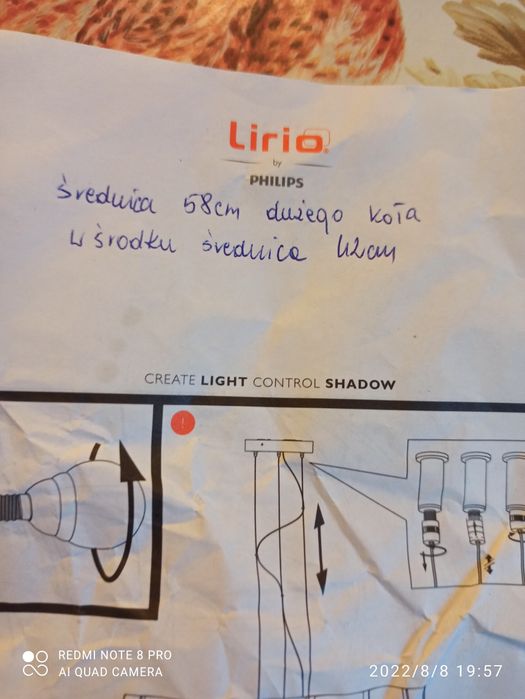 Lirio
by
PHILIPS
średnica 58cm dużego koła
w środku średnica 42cm
CREATE LIGHT CONTROL SHADOW
!
REDMI NOTE 8 PRO
AI QUAD CAMERA
2022/8/8 19:57